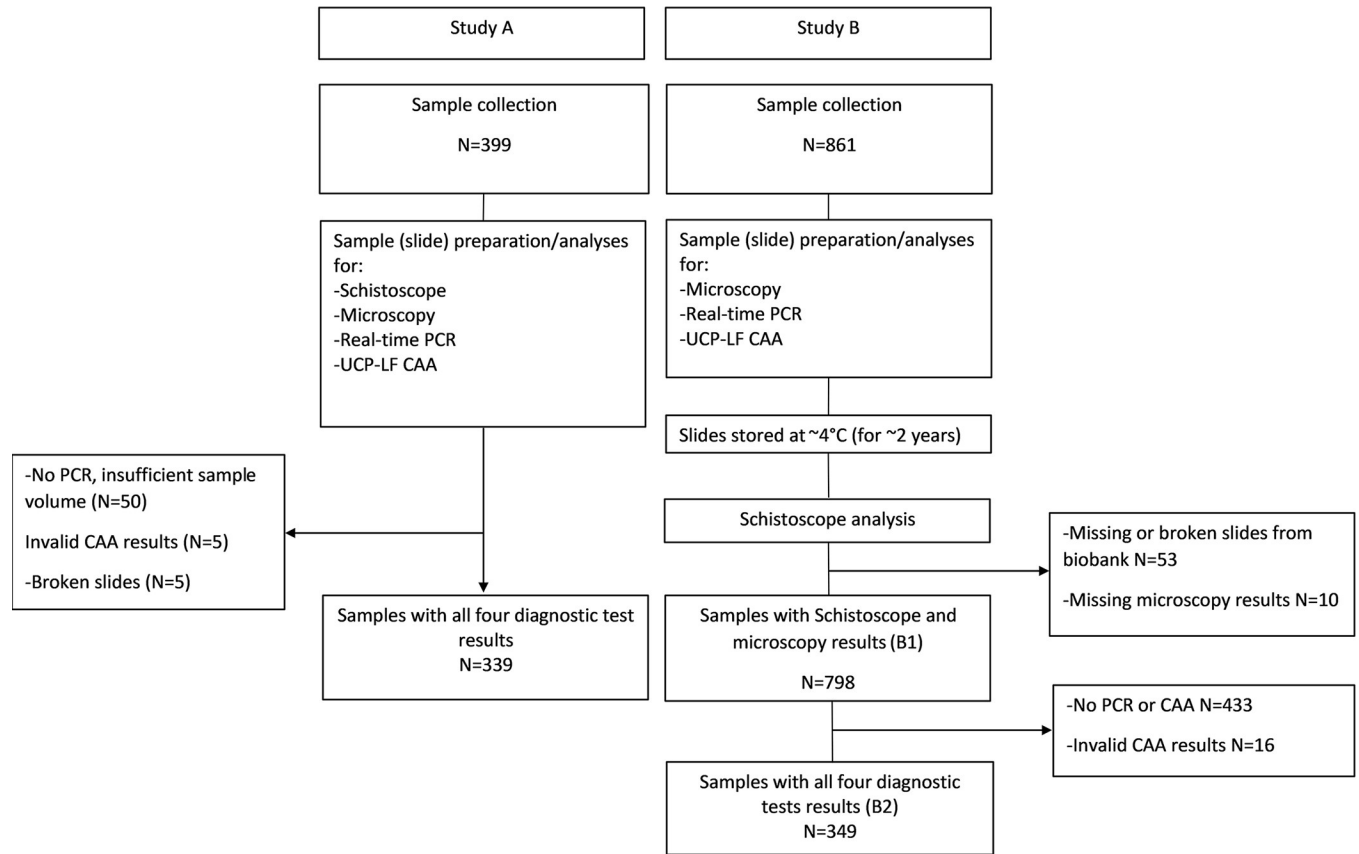 Study A
Sample collection
N=399
Sample (slide) preparation/analyses
for:
-Schistoscope
-Microscopy
-Real-time PCR
-UCP-LF CAA
-No PCR, insufficient sample
volume (N=50)
Invalid CAA results (N=5)
-Broken slides (N=5)
Samples with all four diagnostic test
results
N=339
Study B
Sample collection
N=861
Sample (slide) preparation/analyses
for:
-Microscopy
-Real-time PCR
-UCP-LF CAA
Slides stored at ~4°C (for ~2 years)
Schistoscope analysis
-Missing or broken slides from
biobank N=53
-Missing microscopy results N=10
Samples with Schistoscope and
microscopy results (B1)
N=798
-No PCR or CAA N=433
-Invalid CAA results N=16
Samples with all four diagnostic
tests results (B2)
N=349